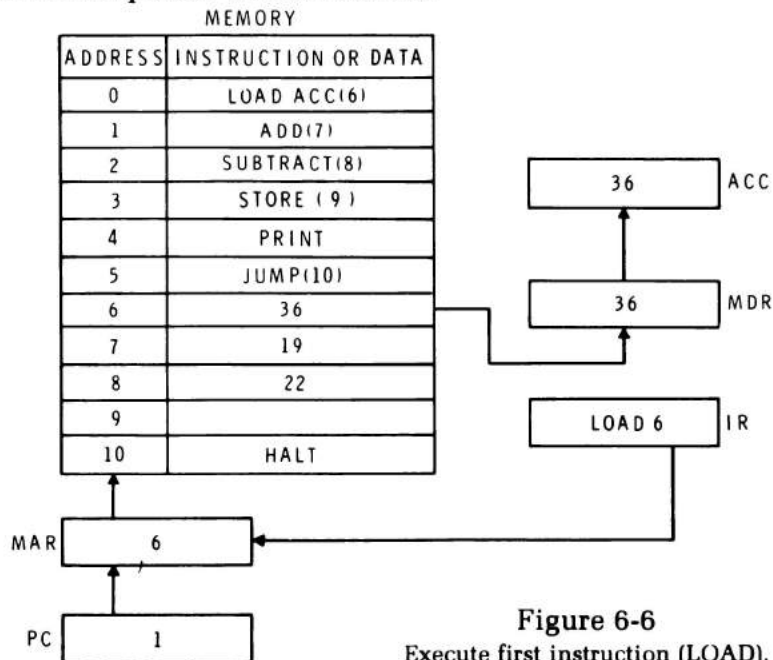 MEMORY
ADDRESS INSTRUCTION OR DATA
0 LOAD ACC(6)
1 ADD(7)
2 SUBTRACT(8)
3 STORE (9)
4 PRINT
5 JUMP(10)
6 36
7 19
8 22
9
10 HALT
36 ACC
36 MDR
LOAD 6 IR
MAR 6
PC 1
Figure 6-6
Execute first instruction (LOAD).